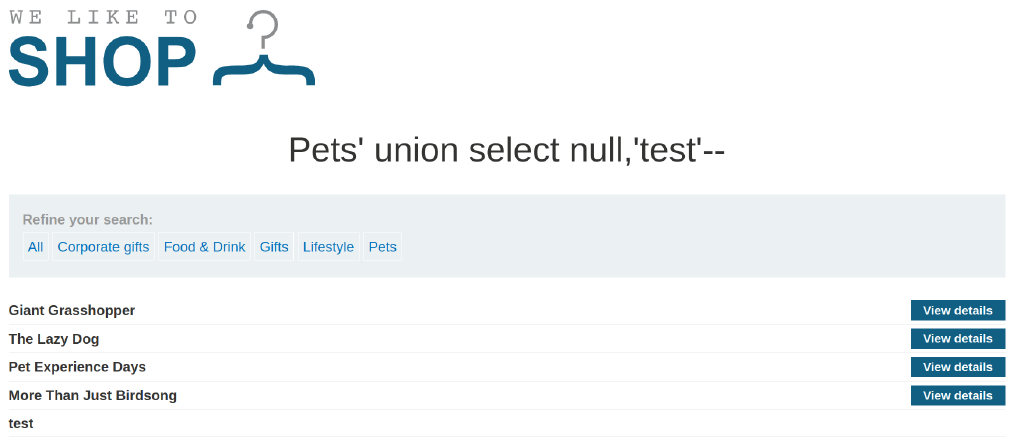 WE LIKE TO
SHOP
Pets' union select null,'test'--
Refine your search:
All Corporate gifts Food & Drink Gifts Lifestyle Pets
Giant Grasshopper View details
The Lazy Dog View details
Pet Experience Days View details
More Than Just Birdsong View details
test